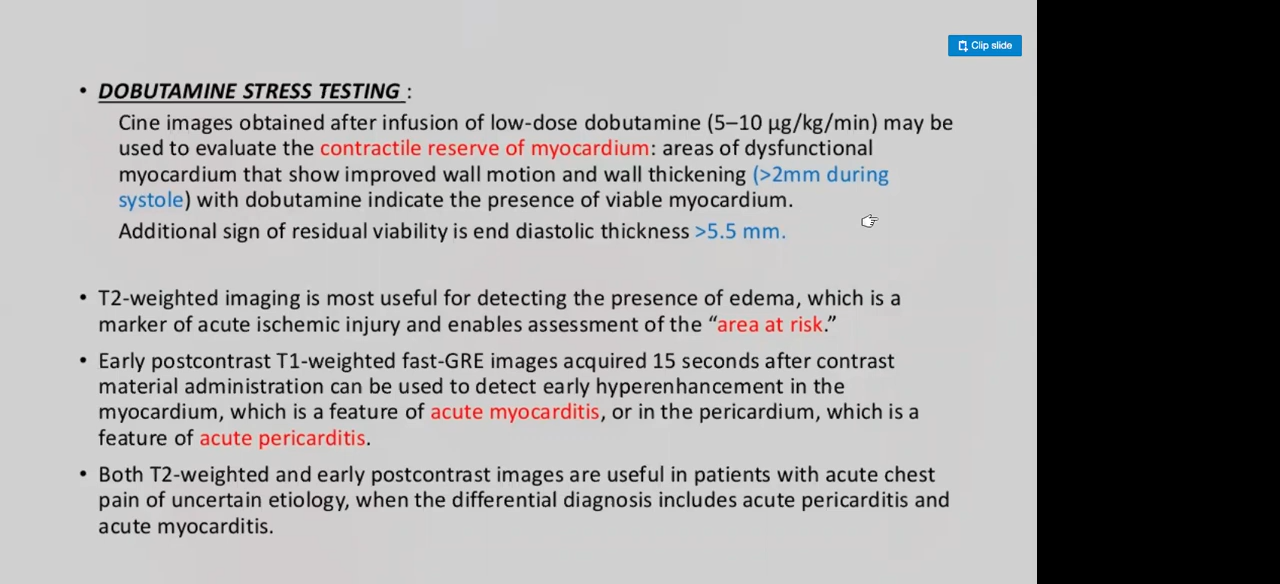 Clip slide
• DOBUTAMINE STRESS TESTING :
Cine images obtained after infusion of low-dose dobutamine (5–10 µg/kg/min) may be
used to evaluate the contractile reserve of myocardium: areas of dysfunctional
myocardium that show improved wall motion and wall thickening (>2mm during
systole) with dobutamine indicate the presence of viable myocardium.
Additional sign of residual viability is end diastolic thickness >5.5 mm.
• T2-weighted imaging is most useful for detecting the presence of edema, which is a
marker of acute ischemic injury and enables assessment of the “area at risk.”
• Early postcontrast T1-weighted fast-GRE images acquired 15 seconds after contrast
material administration can be used to detect early hyperenhancement in the
myocardium, which is a feature of acute myocarditis, or in the pericardium, which is a
feature of acute pericarditis.
• Both T2-weighted and early postcontrast images are useful in patients with acute chest
pain of uncertain etiology, when the differential diagnosis includes acute pericarditis and
acute myocarditis.